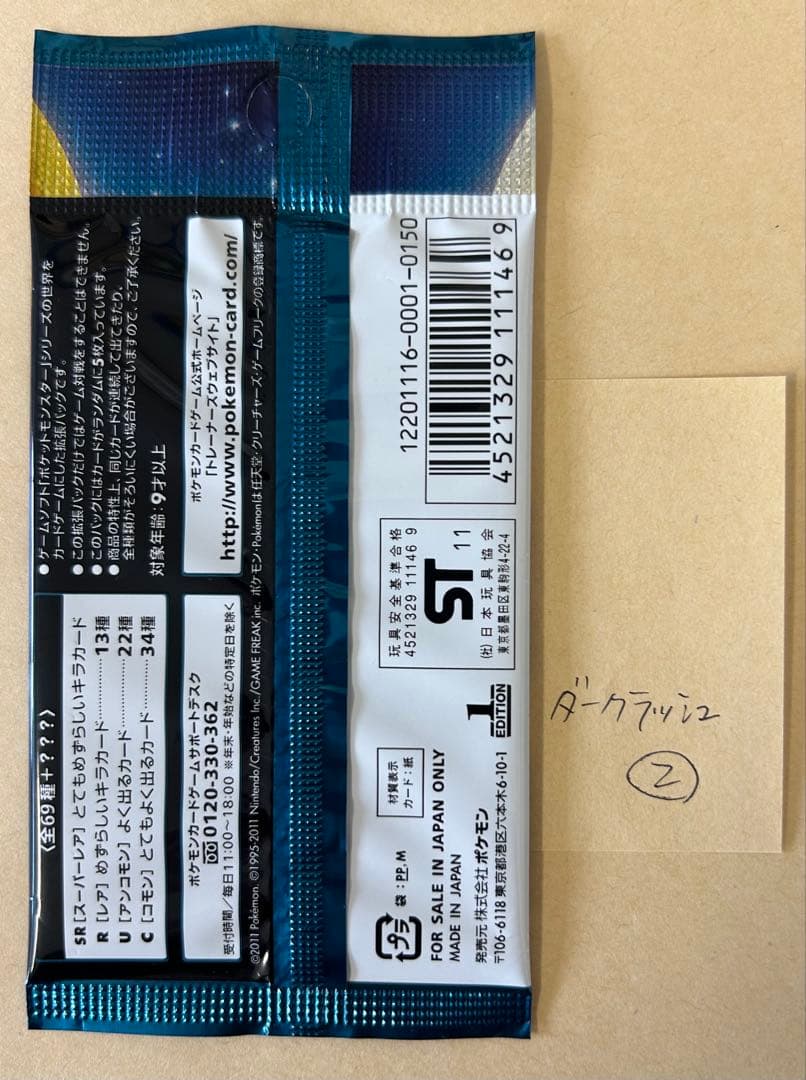 ●ゲームソフト「ポケットモンスター」シリーズの世界を
カードゲームにした拡張パックです。
●この拡張パックだけではゲーム対戦をすることはできません。
●このパックにはカードがランダムに5枚入っています。
●商品の特性上、同じカードが連続して出てきたり、
全種類がそろいにくい場合がございますので、ご了承ください。
対象年齢：9才以上
ポケモンカードゲーム公式ホームページ
「トレーナーズウェブサイト」
http://www.pokemon-card.com/
〈全69種+???〉
SR［スーパーレア］とてもめずらしいキラカード
R［レア］めずらしいキラカード………13種
U［アンコモン］よく出るカード………22種
C［コモン］とてもよく出るカード………34種
ポケモンカードゲームサポートデスク
0120-330-362
受付時間／毎日11:00〜18:00 ※年末・年始などの特定日を除く
©2011 Pokémon. ©1995-2011 Nintendo/Creatures Inc./GAME FREAK inc. ポケモン・Pokémonは任天堂・クリーチャーズ・ゲームフリークの登録商標です。
12201116-0001-0150
4521329 111469
玩具安全基準合格
4521329 11146 9
ST 11
(社)日本玩具協会
東京都墨田区東駒形4-22-4
1 EDITION
材質表示
カード：紙
プラ
袋：PP.M
FOR SALE IN JAPAN ONLY
MADE IN JAPAN
発売元 株式会社ポケモン
〒106-6118 東京都港区六本木6-10-1
ダークラッシュ
②